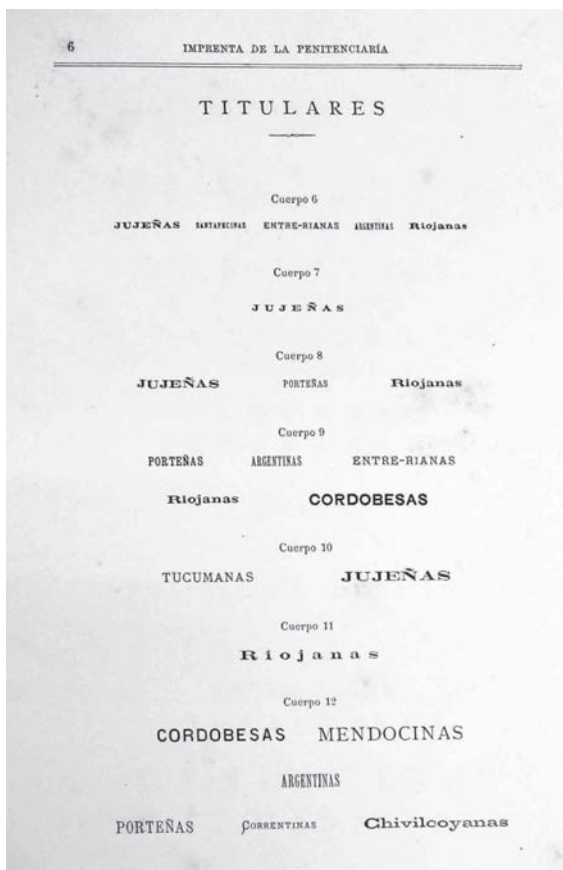 6 IMPRENTA DE LA PENITENCIARÍA
TITULARES
Cuerpo 6
JUJEÑAS SANTAFECINAS ENTRE-RIANAS ARGENTINAS Riojanas
Cuerpo 7
JUJEÑAS
Cuerpo 8
JUJEÑAS PORTEÑAS Riojanas
Cuerpo 9
PORTEÑAS ARGENTINAS ENTRE-RIANAS
Riojanas CORDOBESAS
Cuerpo 10
TUCUMANAS JUJEÑAS
Cuerpo 11
Riojanas
Cuerpo 12
CORDOBESAS MENDOCINAS
ARGENTINAS
PORTEÑAS CORRENTINAS Chivilcoyanas